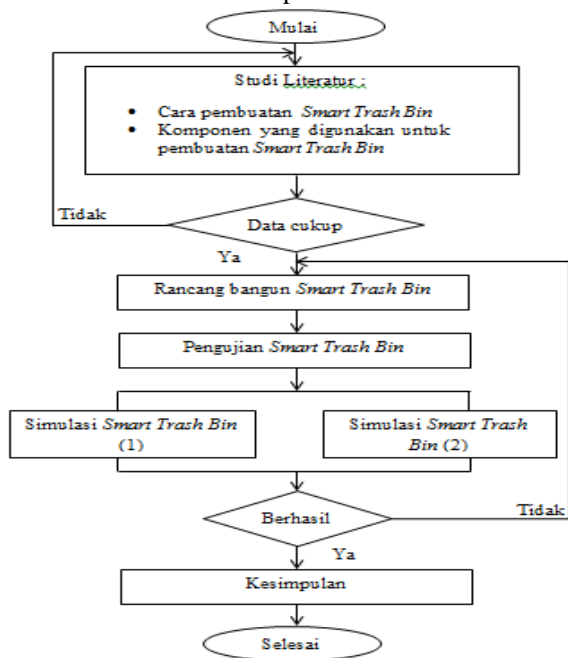 Mulai
Studi Literatur :
• Cara pembuatan Smart Trash Bin
• Komponen yang digunakan untuk
pembuatan Smart Trash Bin
Tidak
Data cukup
Ya
Rancang bangun Smart Trash Bin
Pengujian Smart Trash Bin
Simulasi Smart Trash Bin
(1)
Simulasi Smart Trash
Bin (2)
Berhasil
Tidak
Ya
Kesimpulan
Selesai